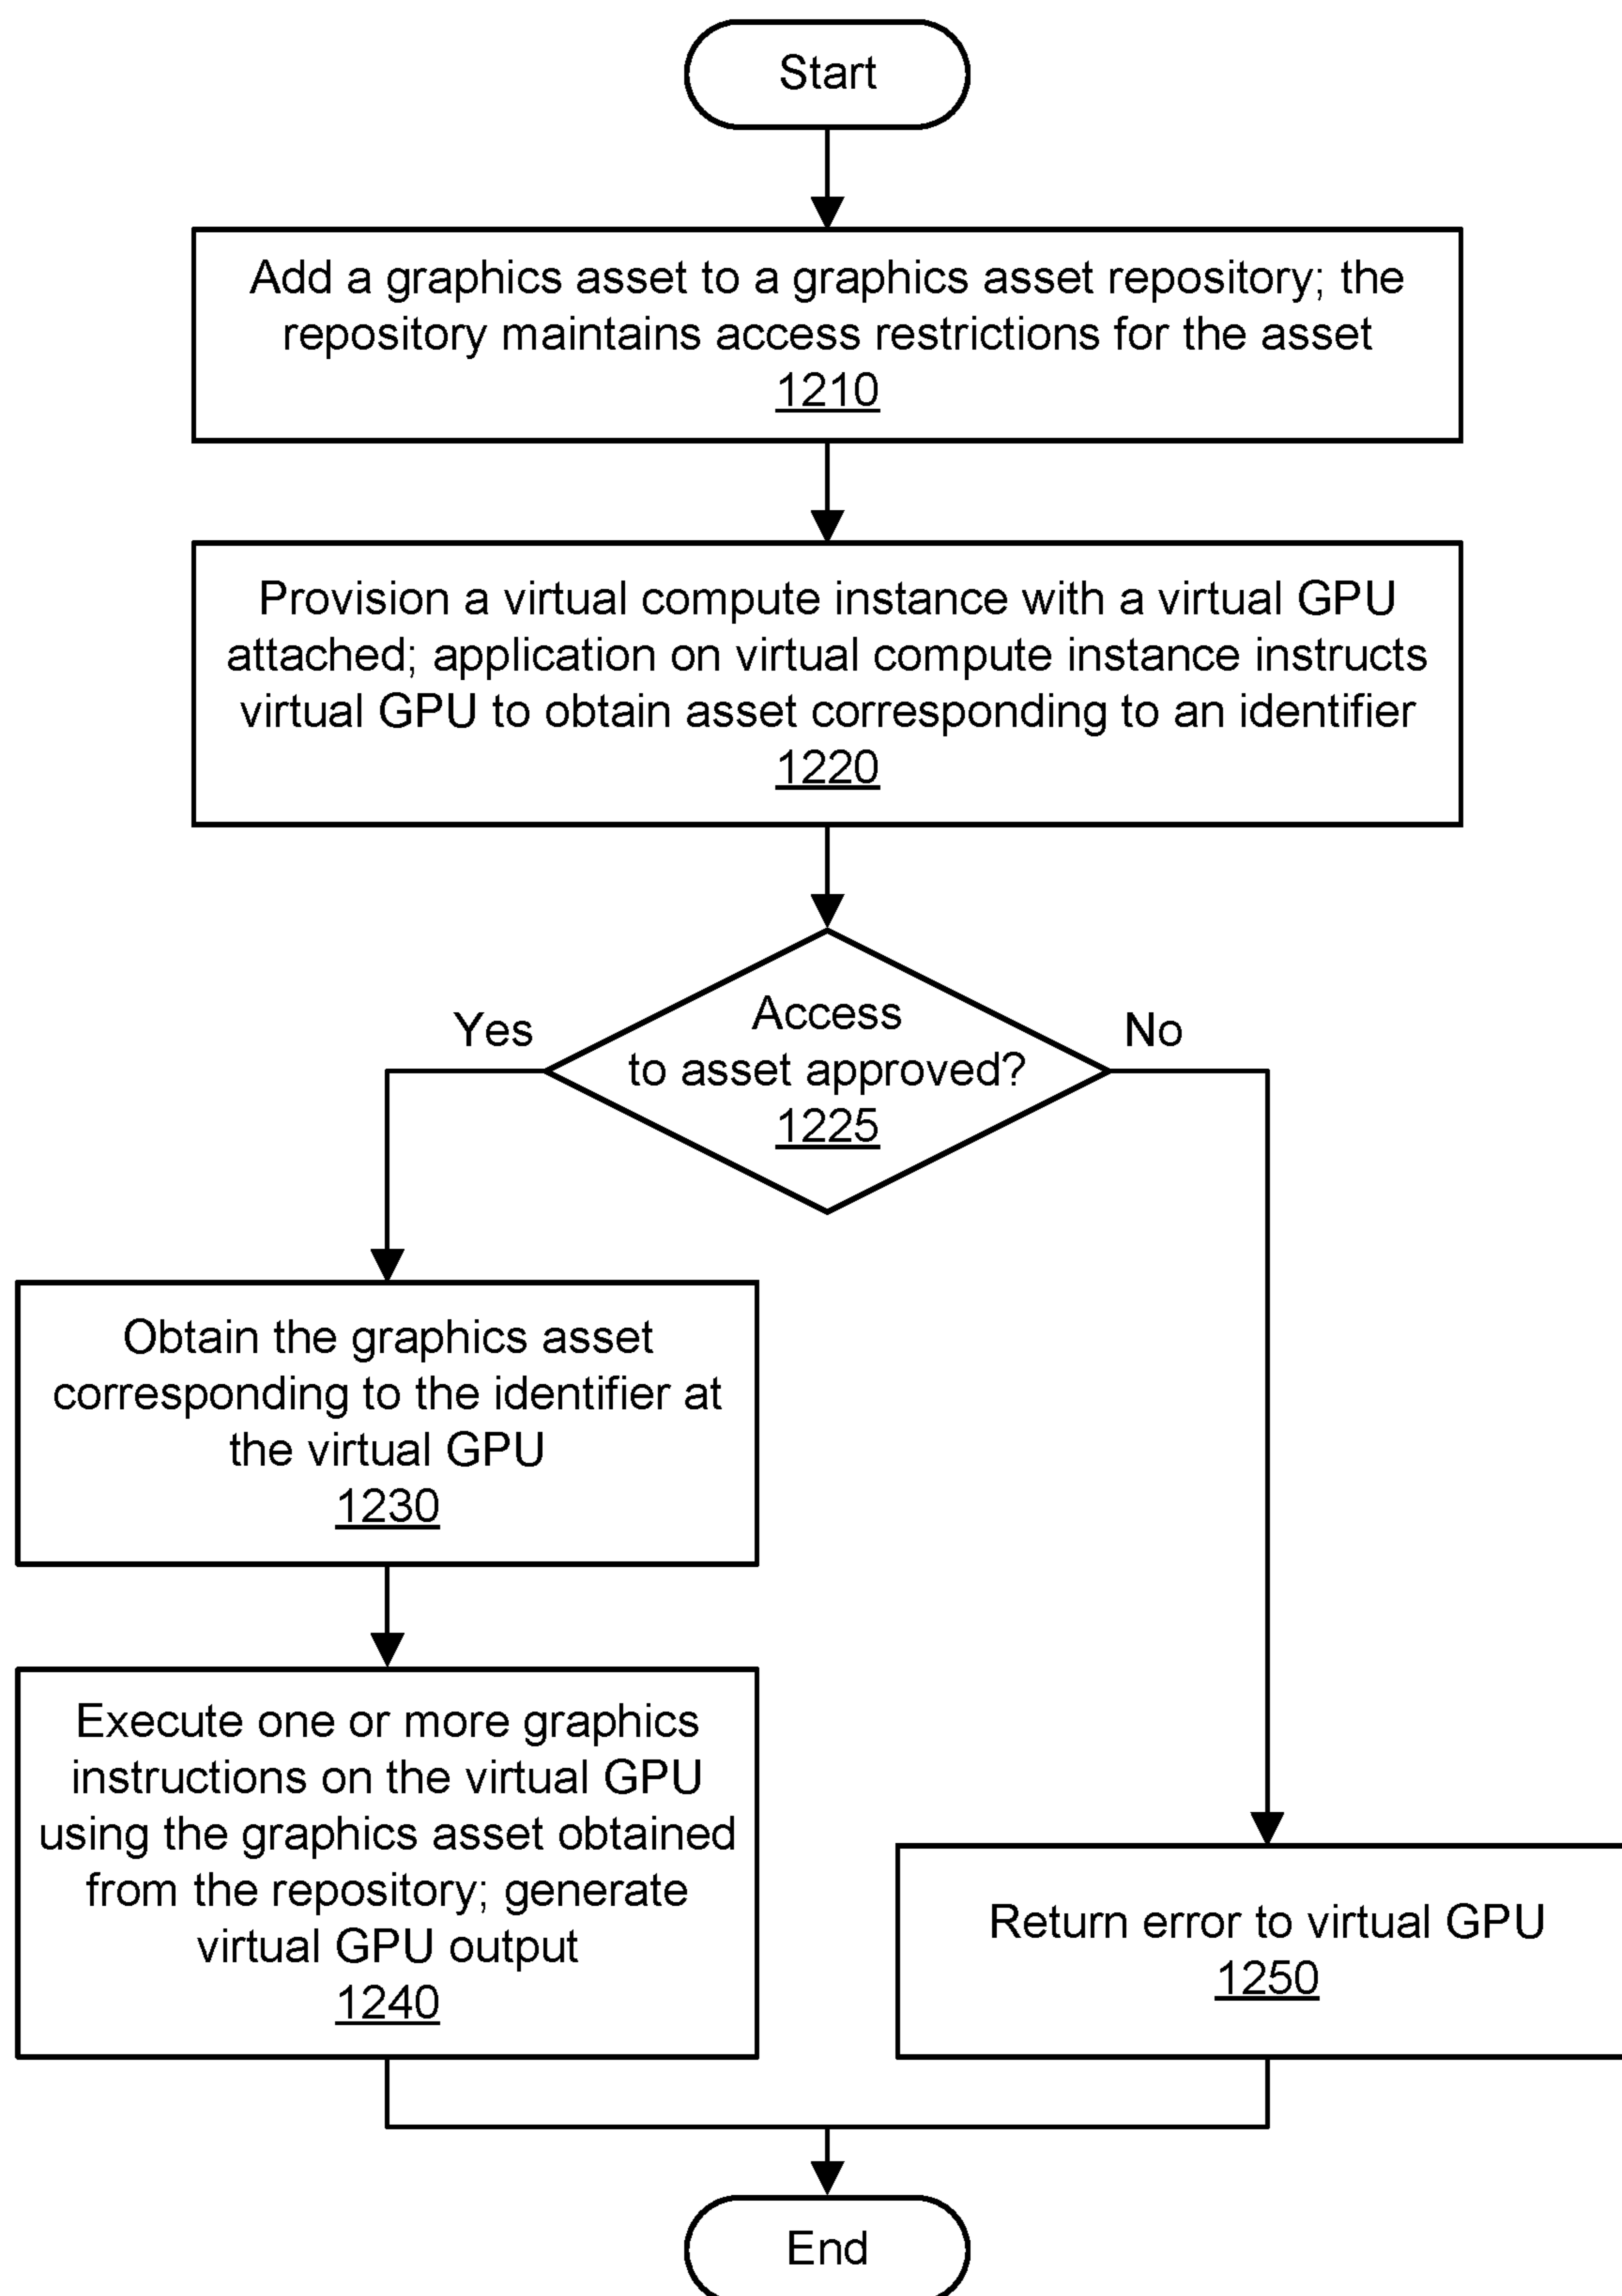 Start
Add a graphics asset to a graphics asset repository; the
repository maintains access restrictions for the asset
1210
Provision a virtual compute instance with a virtual GPU
attached; application on virtual compute instance instructs
virtual GPU to obtain asset corresponding to an identifier
1220
Access
to asset approved?
1225
Yes
No
Obtain the graphics asset
corresponding to the identifier at
the virtual GPU
1230
Execute one or more graphics
instructions on the virtual GPU
using the graphics asset obtained
from the repository; generate
virtual GPU output
1240
Return error to virtual GPU
1250
End